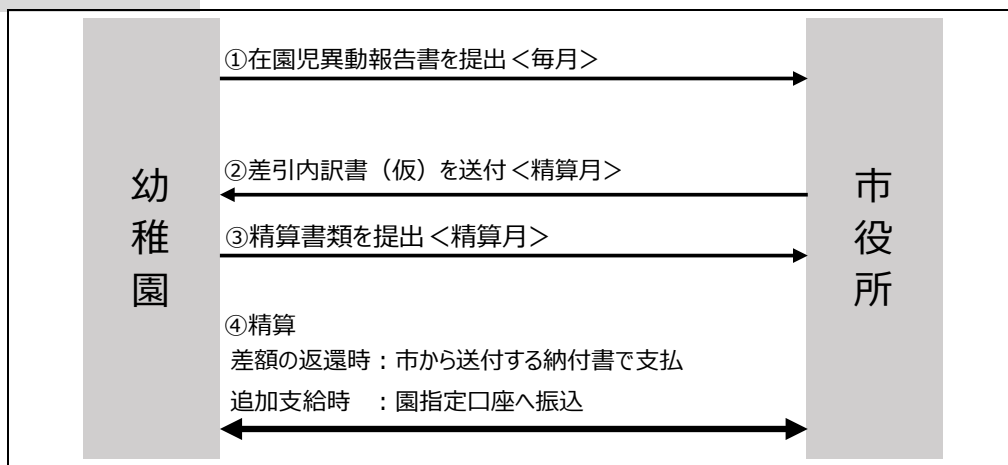 ①在園児異動報告書を提出＜毎月＞
②差引内訳書（仮）を送付＜精算月＞
幼稚園
市役所
③精算書類を提出＜精算月＞
④精算
差額の返還時：市から送付する納付書で支払
追加支給時　：園指定口座へ振込